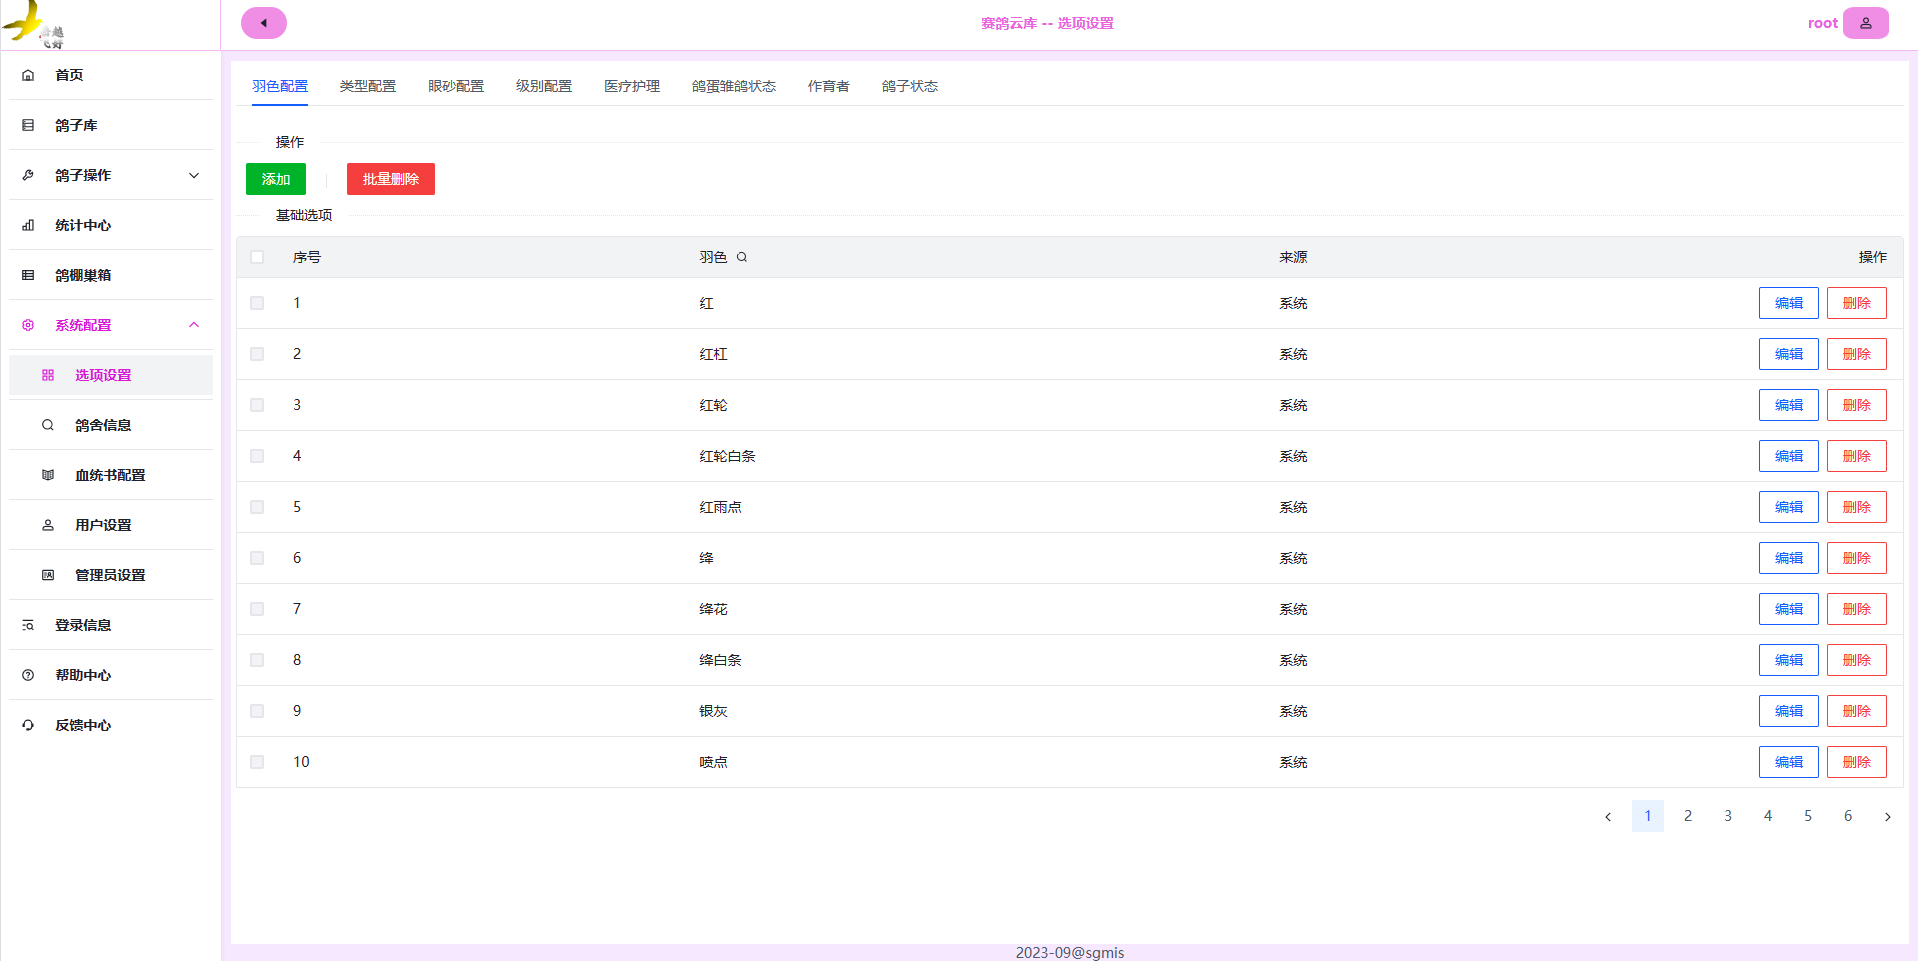 赛鸽云库 -- 选项设置
root
首页
鸽子库
鸽子操作
统计中心
鸽棚巢箱
系统配置
选项设置
鸽舍信息
血统书配置
用户设置
管理员设置
登录信息
帮助中心
反馈中心
羽色配置 类型配置 眼砂配置 级别配置 医疗护理 鸽蛋雏鸽状态 作育者 鸽子状态
操作
添加 批量删除
基础选项
序号 羽色 来源 操作
1 红 系统 编辑 删除
2 红杠 系统 编辑 删除
3 红轮 系统 编辑 删除
4 红轮白条 系统 编辑 删除
5 红雨点 系统 编辑 删除
6 绛 系统 编辑 删除
7 绛花 系统 编辑 删除
8 绛白条 系统 编辑 删除
9 银灰 系统 编辑 删除
10 喷点 系统 编辑 删除
1 2 3 4 5 6
2023-09@sgmis